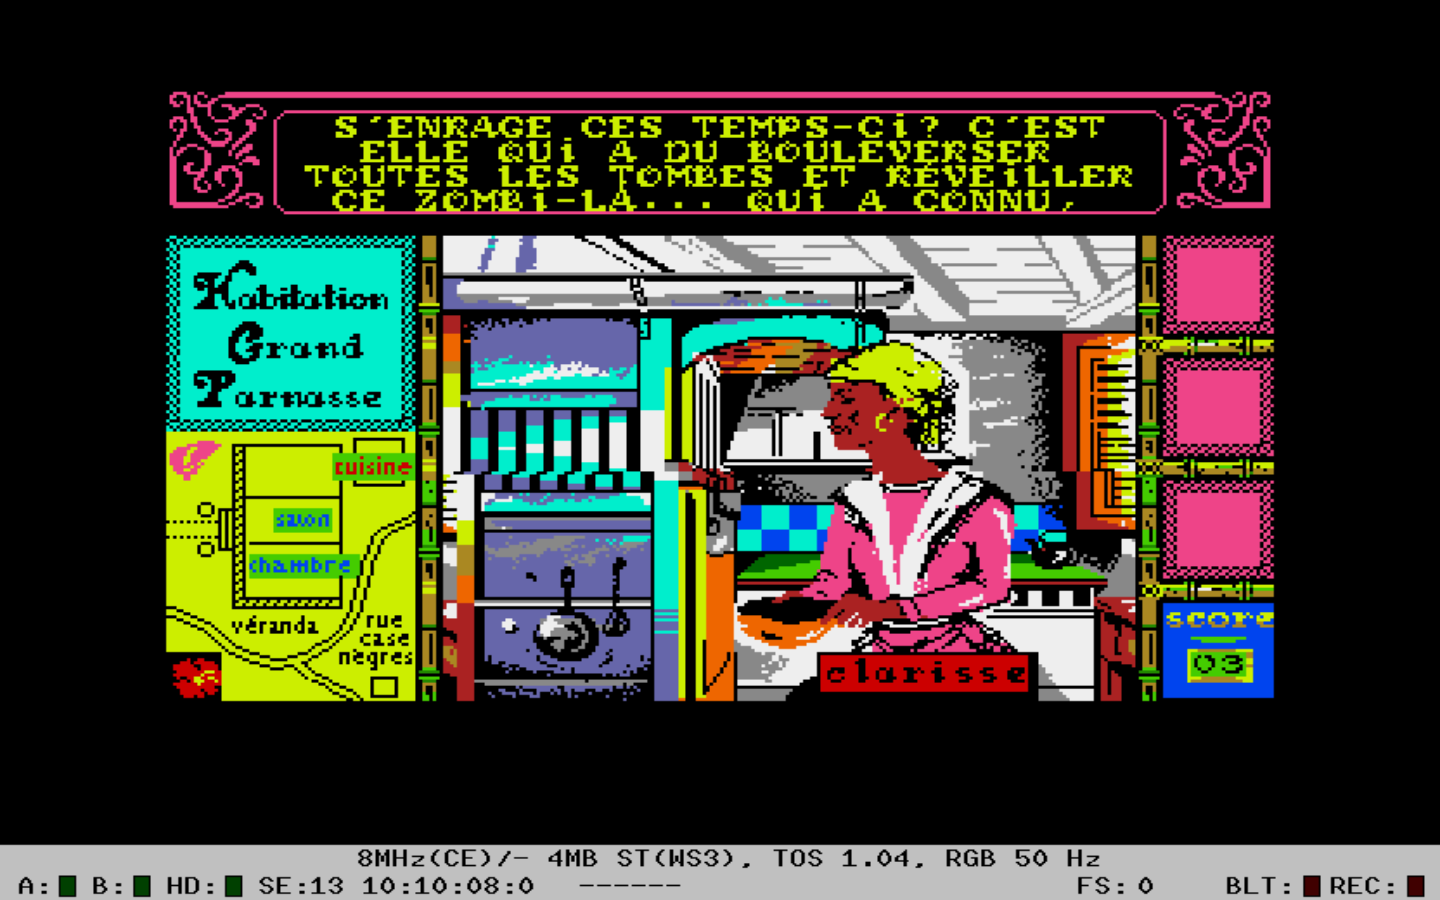 S'ENRAGE CES TEMPS-Ci? C'EST
ELLE QUi A DU BOULEVERSER
TOUTES LES TOMBES ET RÉVEiLLER
CE ZOMBi-LÀ... QUi A CONNU,
Habitation
Grand
Parnasse
cuisine
salon
chambre
véranda
rue
case
nègres
clarisse
score
03
8MHz(CE)/- 4MB ST(WS3), TOS 1.04, RGB 50 Hz
A: B: HD: SE:13 10:10:08:0 ------ FS: 0 BLT: REC: